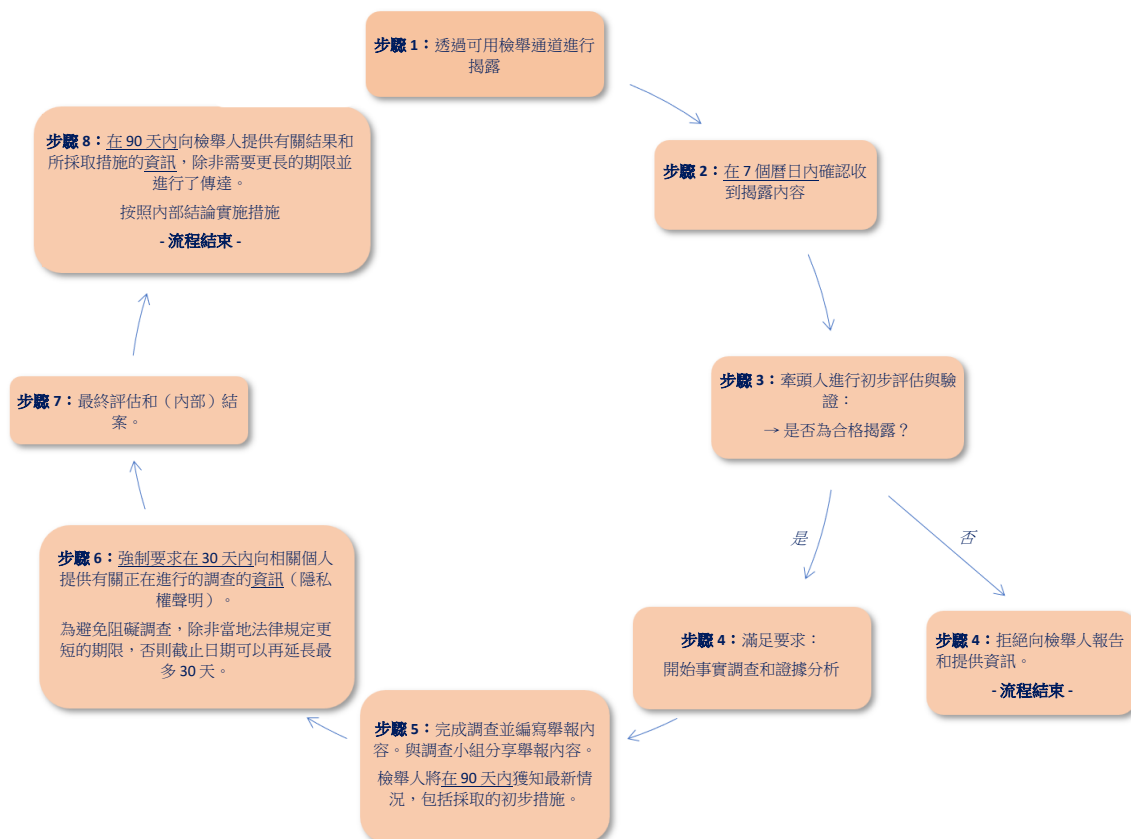 步驟 1：透過可用檢舉通道進行
揭露
步驟 2：在 7 個曆日內確認收
到揭露內容
步驟 3：牽頭人進行初步評估與驗
證：
→ 是否為合格揭露？
是
否
步驟 4：滿足要求：
開始事實調查和證據分析
步驟 4：拒絕向檢舉人報告
和提供資訊。
- 流程結束 -
步驟 5：完成調查並編寫舉報內
容。與調查小組分享舉報內容。
檢舉人將在 90 天內獲知最新情
況，包括採取的初步措施。
步驟 6：強制要求在 30 天內向相關個人
提供有關正在進行的調查的資訊（隱私
權聲明）。
為避免阻礙調查，除非當地法律規定更
短的期限，否則截止日期可以再延長最
多 30 天。
步驟 7：最終評估和（內部）結
案。
步驟 8：在 90 天內向檢舉人提供有關結果和
所採取措施的資訊，除非需要更長的期限並
進行了傳達。
按照內部結論實施措施
- 流程結束 -